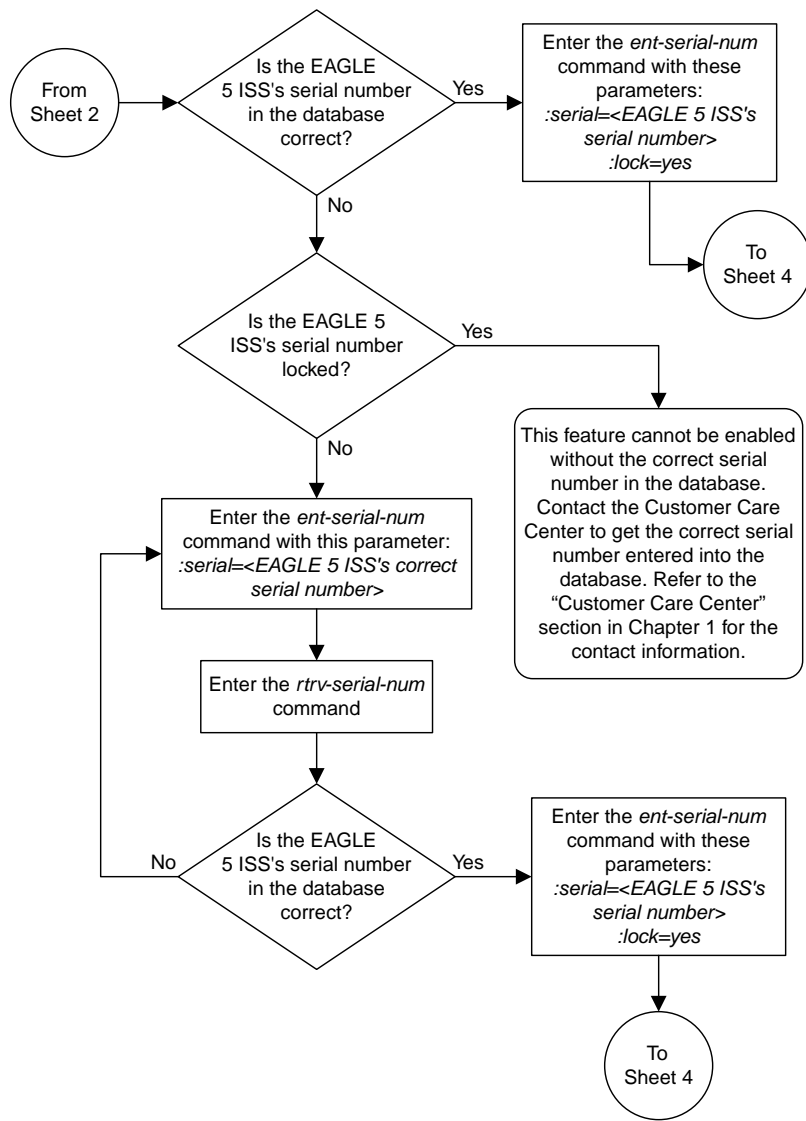 From
Sheet 2
Is the EAGLE
5 ISS's serial number
in the database
correct?
Yes
Enter the ent-serial-num
command with these
parameters:
:serial=<EAGLE 5 ISS's
serial number>
:lock=yes
No
To
Sheet 4
Is the EAGLE 5
ISS's serial number
locked?
Yes
This feature cannot be enabled
without the correct serial
number in the database.
Contact the Customer Care
Center to get the correct serial
number entered into the
database. Refer to the
“Customer Care Center”
section in Chapter 1 for the
contact information.
No
Enter the ent-serial-num
command with this parameter:
:serial=<EAGLE 5 ISS's correct
serial number>
Enter the rtrv-serial-num
command
Is the EAGLE
5 ISS's serial number
in the database
correct?
No
Yes
Enter the ent-serial-num
command with these
parameters:
:serial=<EAGLE 5 ISS's
serial number>
:lock=yes
To
Sheet 4